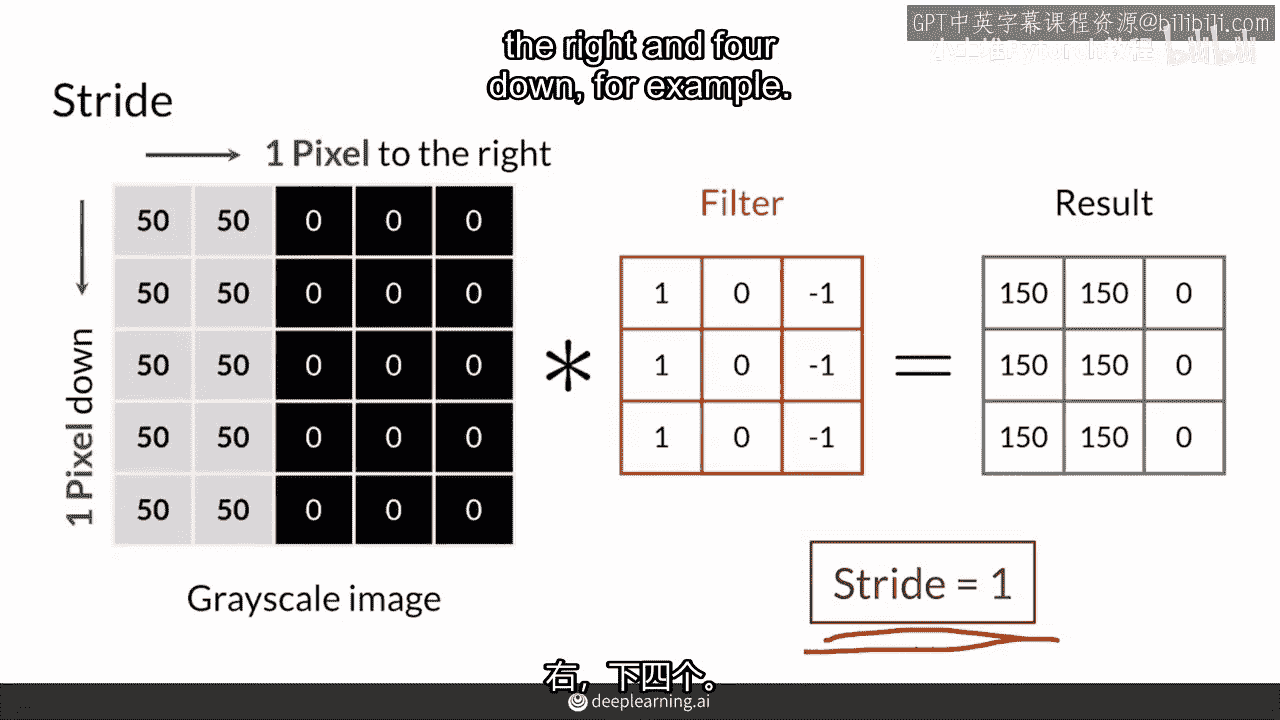 GPT中英字幕课程资源@bilibili.com
the right and four
down, for example.
bilibili
Stride
1 Pixel to the right
1 Pixel down
50 50 0 0 0
50 50 0 0 0
50 50 0 0 0
50 50 0 0 0
50 50 0 0 0
Grayscale image
*
Filter
1 0 -1
1 0 -1
1 0 -1
=
Result
150 150 0
150 150 0
150 150 0
Stride = 1
右，下四个。
deeplearning.ai